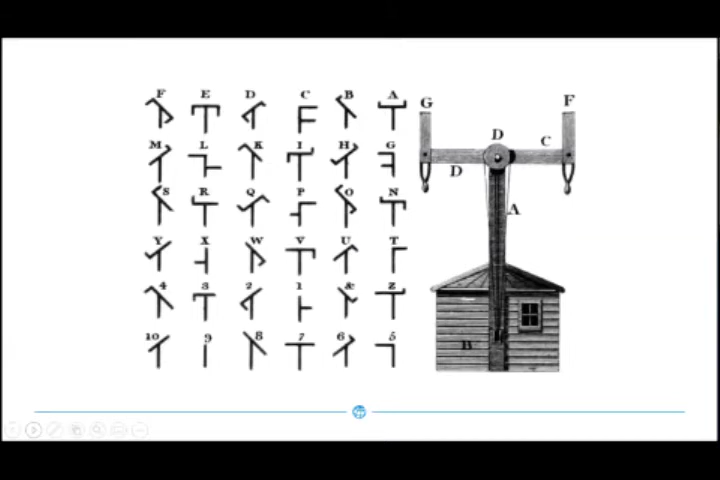 F E D C B A
M L K I H G
S R Q P O N
Y X W V U T
4 3 2 1 & Z
10 9 8 7 6 5
G F
D
C
D
A
B